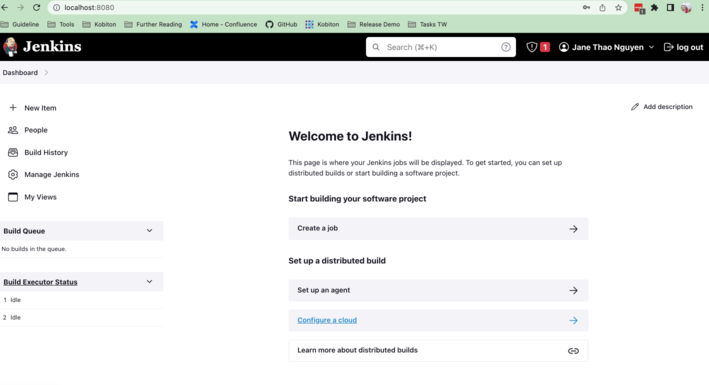 localhost:8080
Guideline Tools Kobiton Further Reading Home - Confluence GitHub Kobiton Release Demo Tasks TW
Jenkins Search (⌘+K) 1 Jane Thao Nguyen log out
Dashboard
New Item
Add description
People
Build History
Manage Jenkins
My Views
Build Queue
No builds in the queue.
Build Executor Status
1 Idle
2 Idle
Welcome to Jenkins!
This page is where your Jenkins jobs will be displayed. To get started, you can set up
distributed builds or start building a software project.
Start building your software project
Create a job
Set up a distributed build
Set up an agent
Configure a cloud
Learn more about distributed builds